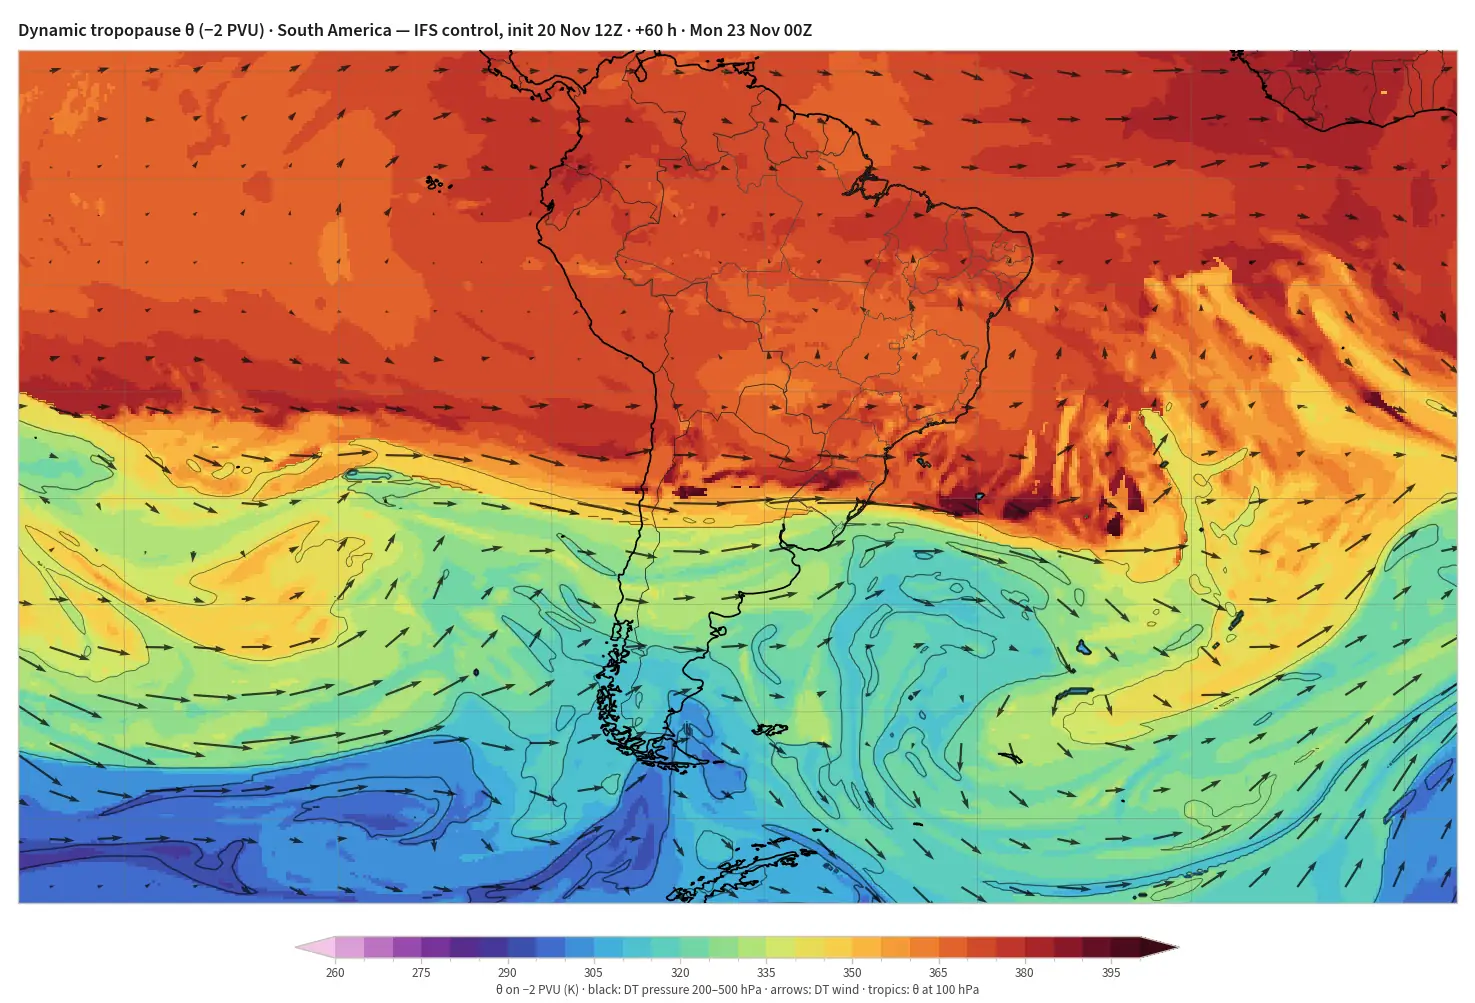 Dynamic tropopause θ (−2 PVU) · South America — IFS control, init 20 Nov 12Z · +60 h · Mon 23 Nov 00Z
260 275 290 305 320 335 350 365 380 395
θ on −2 PVU (K) · black: DT pressure 200–500 hPa · arrows: DT wind · tropics: θ at 100 hPa